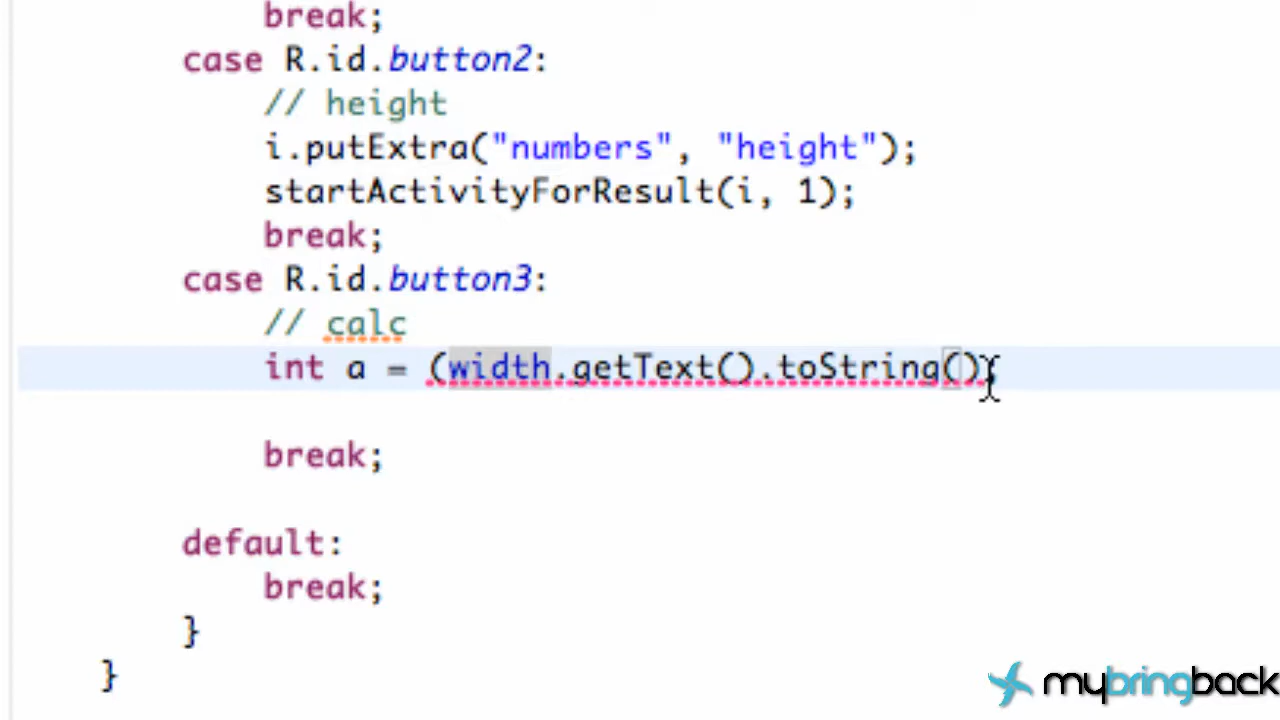 break;
case R.id.button2:
// height
i.putExtra("numbers", "height");
startActivityForResult(i, 1);
break;
case R.id.button3:
// calc
int a = (width.getText().toString());
break;
default:
break;
}
}
mybringback